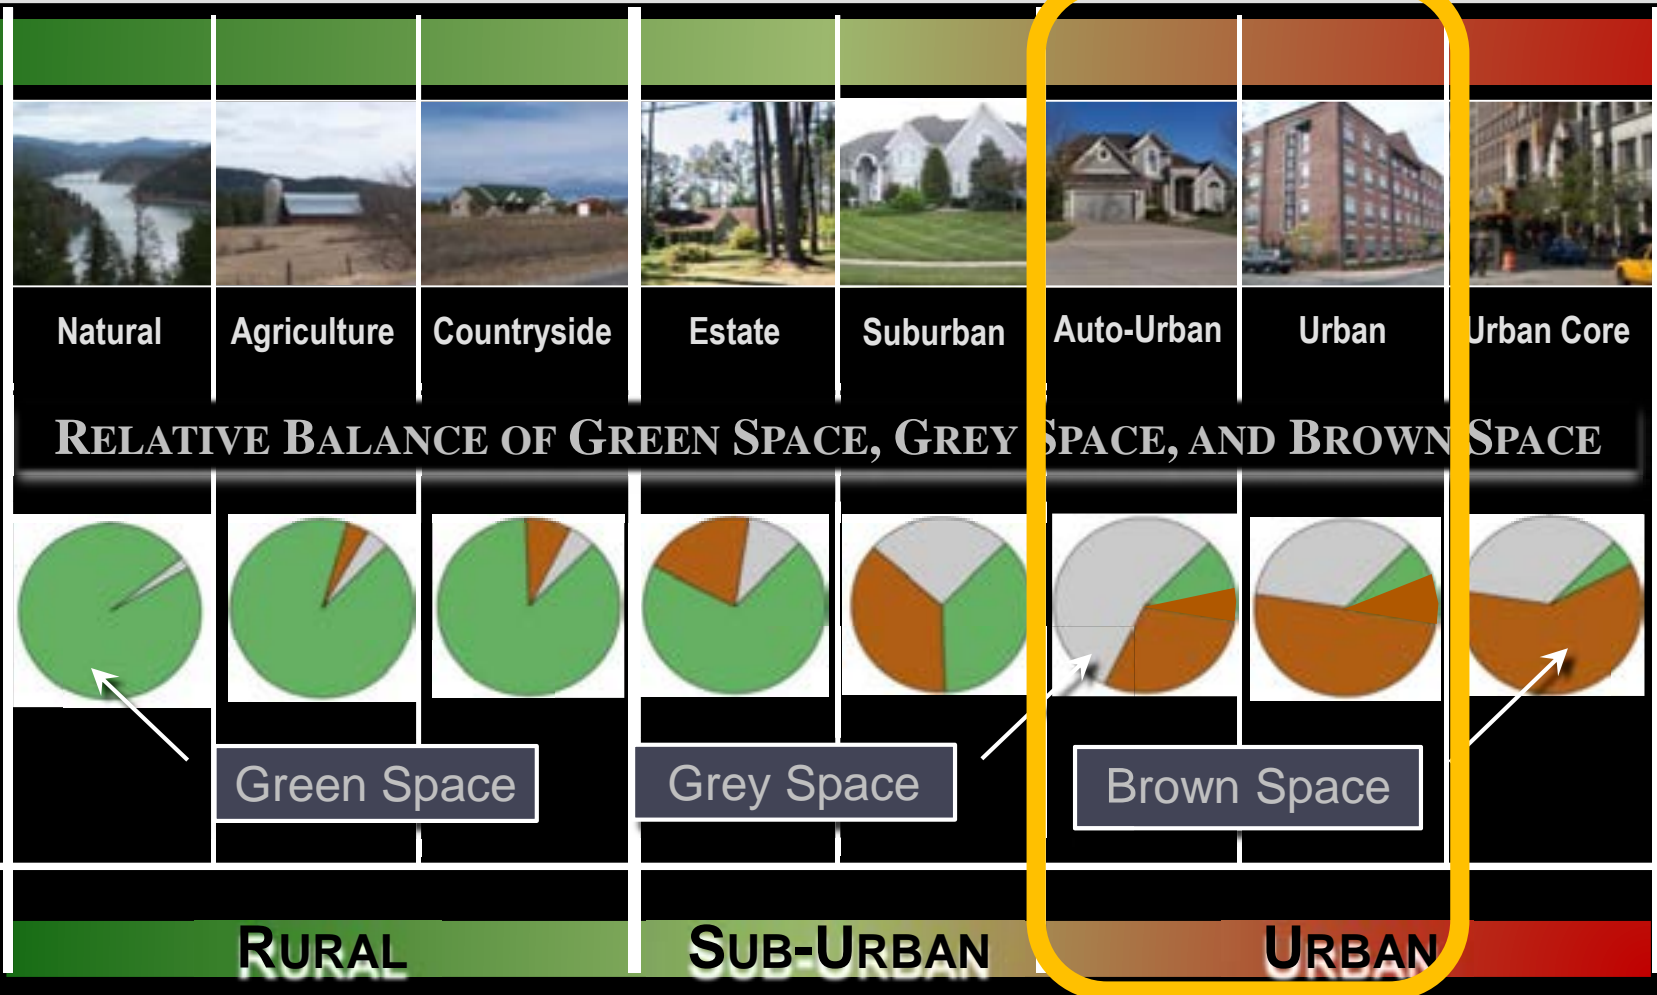 Natural
Agriculture
Countryside
Estate
Suburban
Auto-Urban
Urban
Urban Core
RELATIVE BALANCE OF GREEN SPACE, GREY SPACE, AND BROWN SPACE
Green Space
Grey Space
Brown Space
RURAL
SUB-URBAN
URBAN